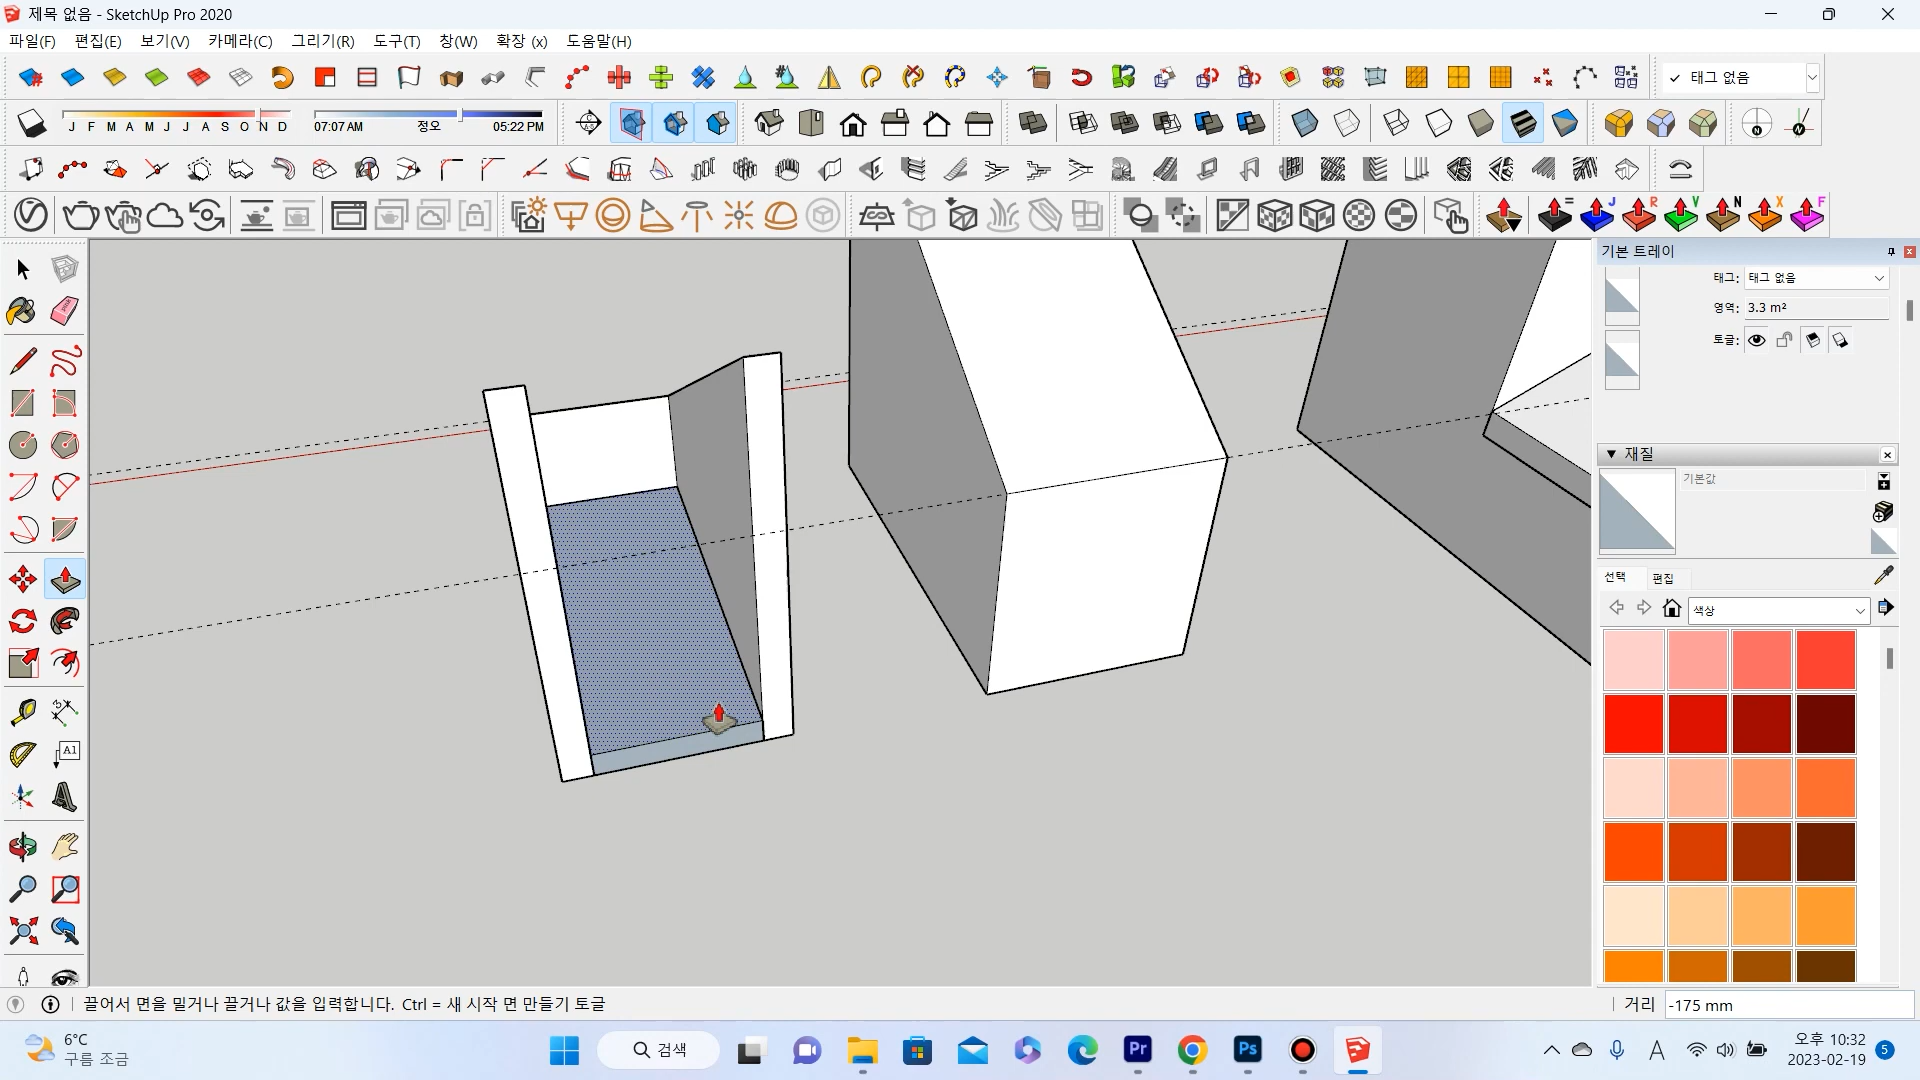 제목 없음 - SketchUp Pro 2020
파일(F) 편집(E) 보기(V) 카메라(C) 그리기(R) 도구(T) 창(W) 확장 (x) 도움말(H)
태그 없음
J F M A M J J A S O N D
07:07 AM 정오 05:22 PM
= J R V N X F
기본 트레이
태그: 태그 없음
영역: 3.3 m²
토글:
재질
기본값
선택 편집
색상
A1
끌어서 면을 밀거나 끌거나 값을 입력합니다. Ctrl = 새 시작 면 만들기 토글
거리 -175 mm
6°C
구름 조금
검색
Pr
Ps
A
오후 10:32
2023-02-19
5